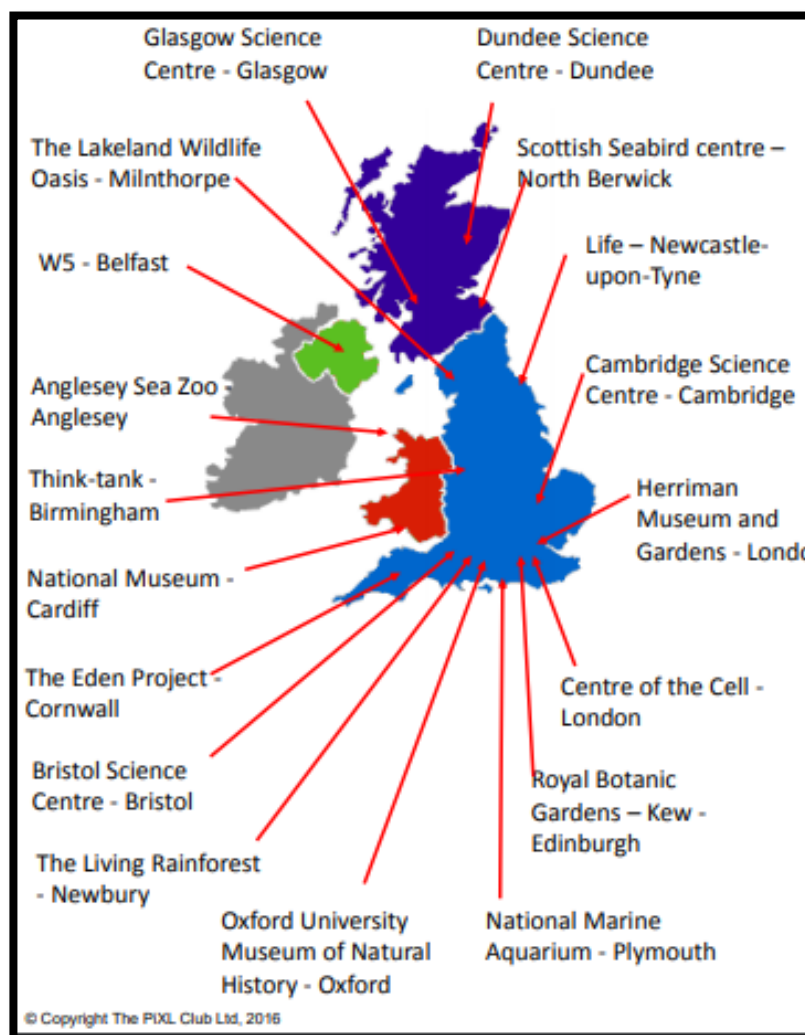 Glasgow Science
Centre - Glasgow
Dundee Science
Centre - Dundee
The Lakeland Wildlife
Oasis - Milnthorpe
Scottish Seabird centre –
North Berwick
W5 - Belfast
Life – Newcastle-
upon-Tyne
Anglesey Sea Zoo -
Anglesey
Cambridge Science
Centre - Cambridge
Think-tank -
Birmingham
Herriman
Museum and
Gardens - Londo
National Museum -
Cardiff
The Eden Project -
Cornwall
Centre of the Cell -
London
Bristol Science
Centre - Bristol
Royal Botanic
Gardens – Kew -
Edinburgh
The Living Rainforest
- Newbury
Oxford University
Museum of Natural
History - Oxford
National Marine
Aquarium - Plymouth
© Copyright The PiXL Club Ltd, 2016